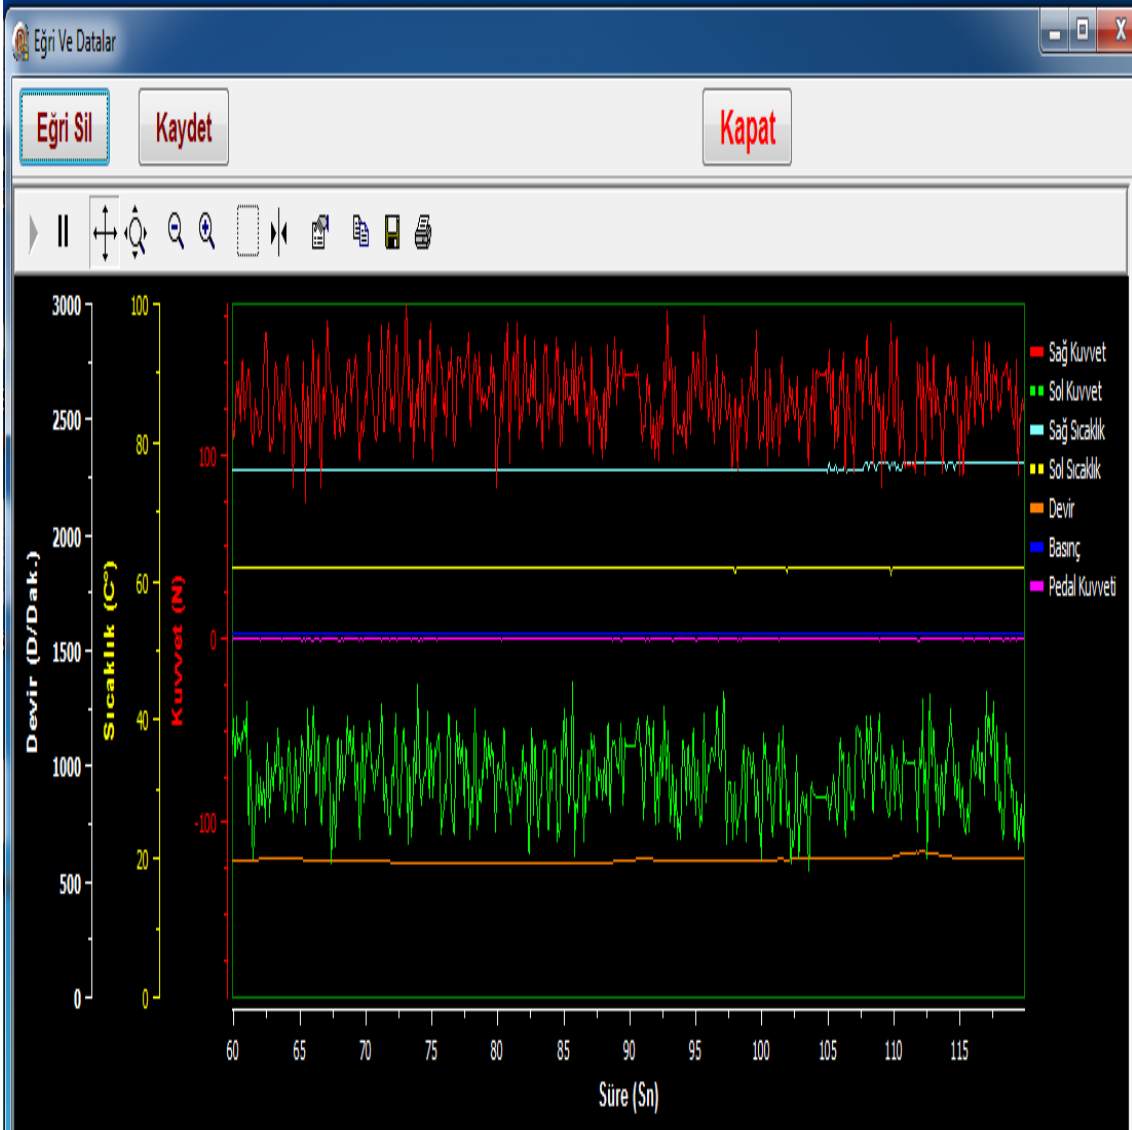 Eğri Ve Datalar
Eğri Sil
Kaydet
Kapat
Devir (D/Dak.)
3000
2500
2000
1500
1000
500
0
Sıcaklık (C°)
100
80
60
40
20
0
Kuvvet (N)
100
0
-100
Sağ Kuvvet
Sol Kuvvet
Sağ Sıcaklık
Sol Sıcaklık
Devir
Basınç
Pedal Kuvveti
60 65 70 75 80 85 90 95 100 105 110 115
Süre (Sn)